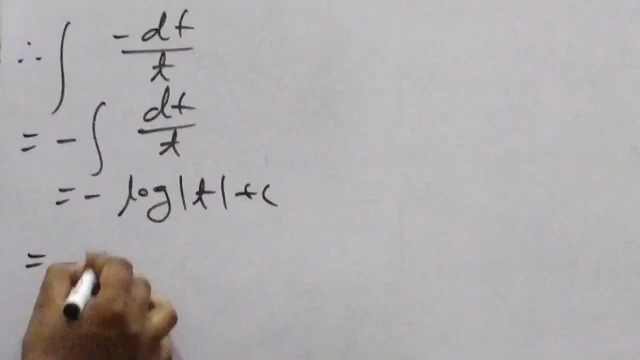 ∴ ∫ -dt/t
= - ∫ dt/t
= - log|t| + c
= -